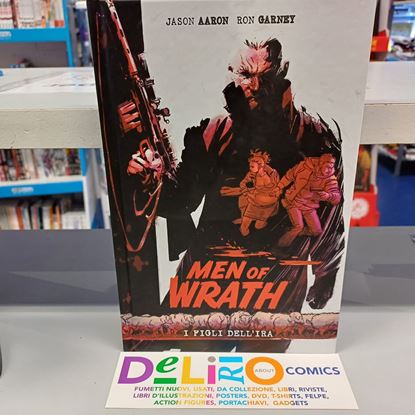 JASON AARON RON GARNEY
MEN OF
WRATH
I FIGLI DELL'IRA
DELIRIO ABOUT COMICS
FUMETTI NUOVI, USATI, DA COLLEZIONE, LIBRI, RIVISTE,
LIBRI D'ILLUSTRAZIONI, POSTERS, DVD, T-SHIRTS, FELPE,
ACTION FIGURES, PORTACHIAVI, GADGETS